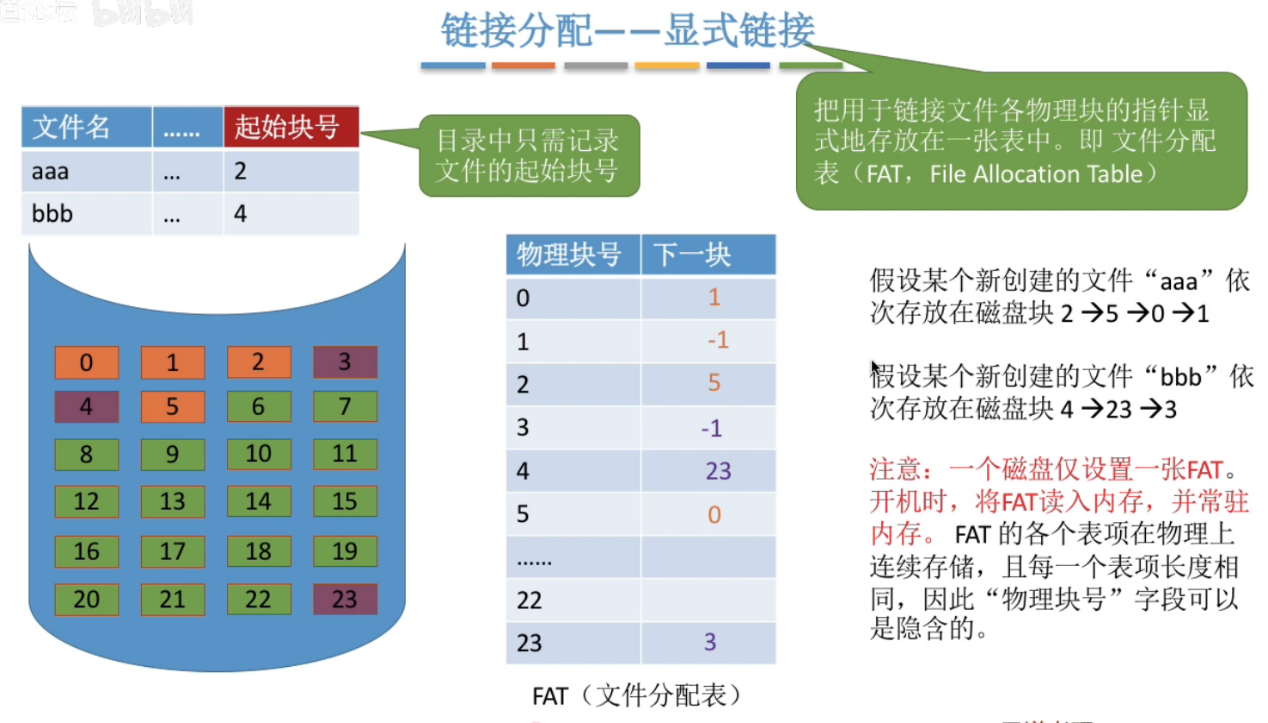 bilibili
链接分配——显式链接
把用于链接文件各物理块的指针显
式地存放在一张表中。即 文件分配
表（FAT，File Allocation Table）
文件名 …… 起始块号
aaa … 2
bbb … 4
目录中只需记录
文件的起始块号
0 1 2 3
4 5 6 7
8 9 10 11
12 13 14 15
16 17 18 19
20 21 22 23
物理块号 下一块
0 1
1 -1
2 5
3 -1
4 23
5 0
……
22
23 3
FAT（文件分配表）
假设某个新创建的文件“aaa”依
次存放在磁盘块 2 →5 →0 →1
假设某个新创建的文件“bbb”依
次存放在磁盘块 4 →23 →3
注意：一个磁盘仅设置一张FAT。
开机时，将FAT读入内存，并常驻
内存。 FAT 的各个表项在物理上
连续存储，且每一个表项长度相
同，因此“物理块号”字段可以
是隐含的。